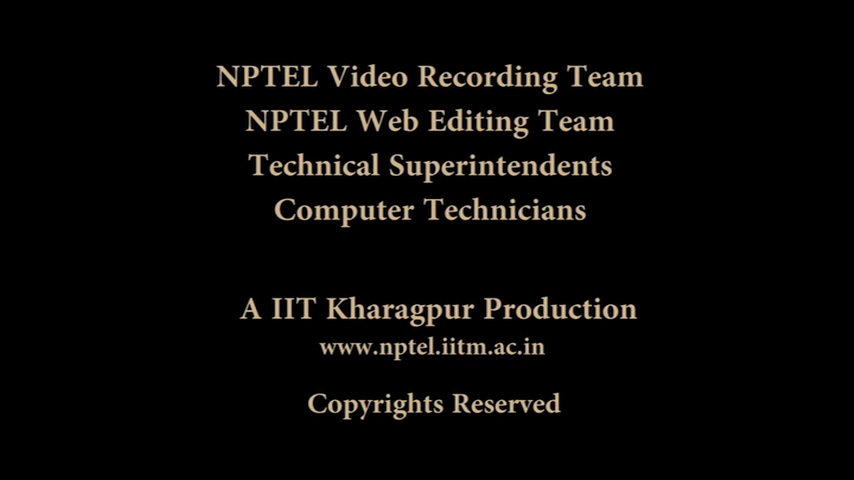 NPTEL Video Recording Team
NPTEL Web Editing Team
Technical Superintendents
Computer Technicians
A IIT Kharagpur Production
www.nptel.iitm.ac.in
Copyrights Reserved